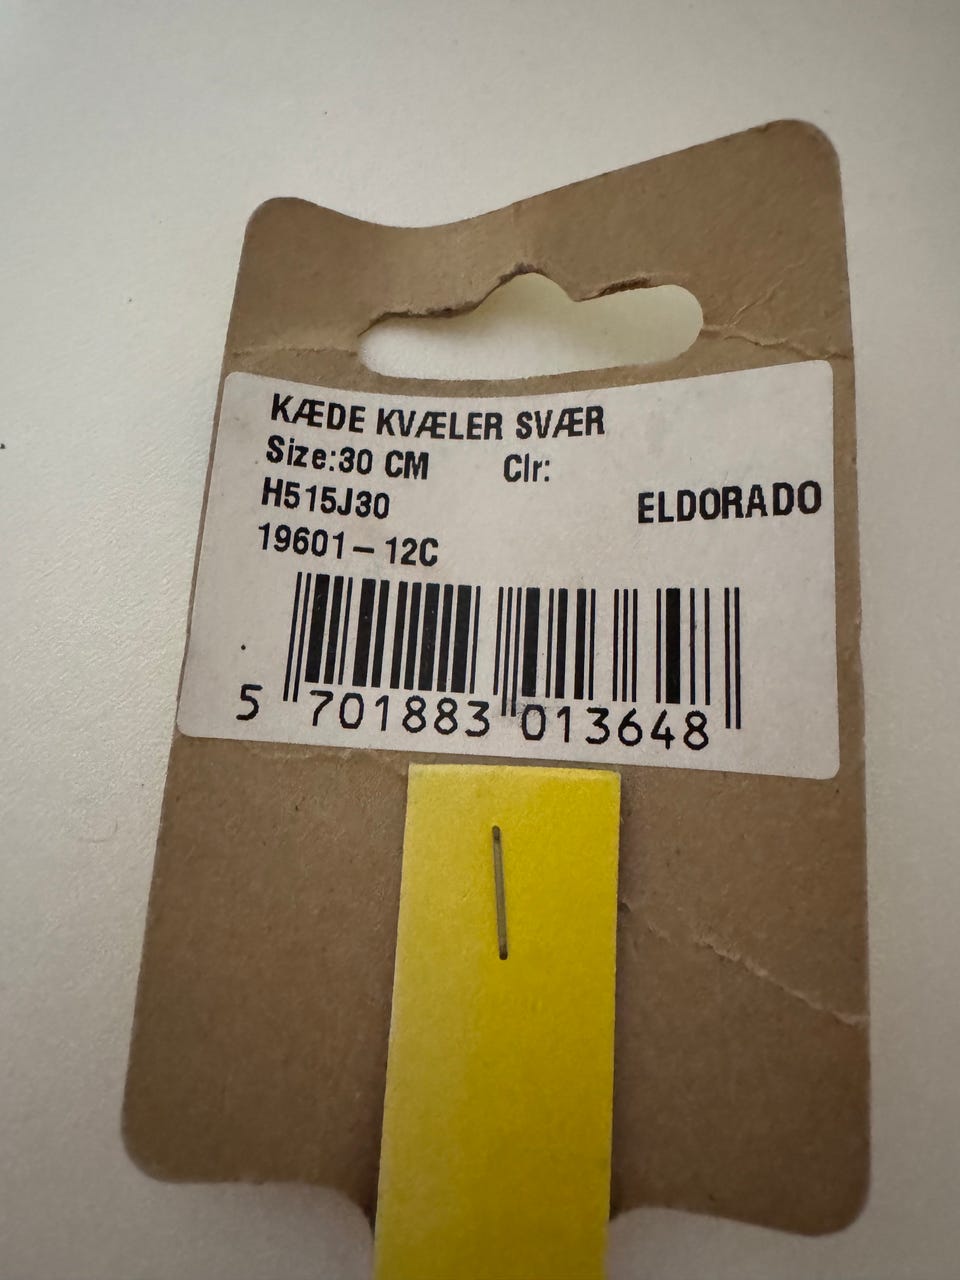 KÆDE KVÆLER SVÆR
Size:30 CM Clr:
H515J30 ELDORADO
19601-12C
5 701883 013648